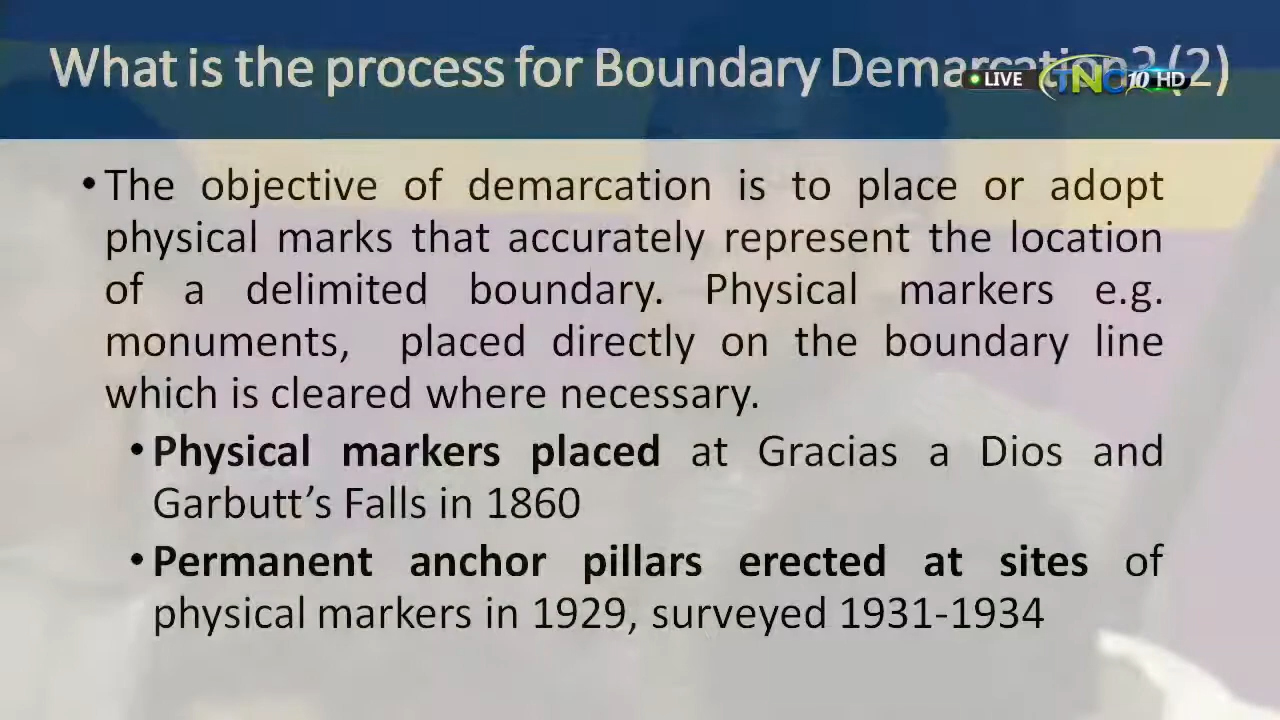 What is the process for Boundary Demarcation? (2)
LIVE TNC 10 HD
• The objective of demarcation is to place or adopt
physical marks that accurately represent the location
of a delimited boundary. Physical markers e.g.
monuments, placed directly on the boundary line
which is cleared where necessary.
• Physical markers placed at Gracias a Dios and
Garbutt’s Falls in 1860
• Permanent anchor pillars erected at sites of
physical markers in 1929, surveyed 1931-1934